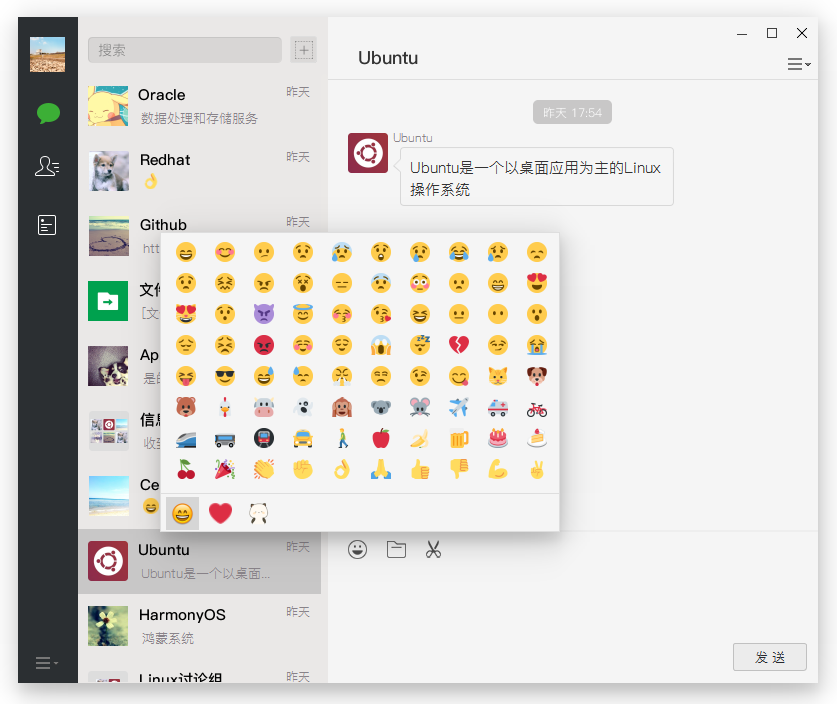 搜索
Oracle
昨天
数据处理和存储服务
Redhat
昨天
Github
昨天
htt
文件
[文
Ap
是的
信息
收到
Ce
Ubuntu
昨天
Ubuntu是一个以桌面...
HarmonyOS
昨天
鸿蒙系统
Linux讨论组
昨天
Ubuntu
昨天 17:54
Ubuntu
Ubuntu是一个以桌面应用为主的Linux
操作系统
发 送